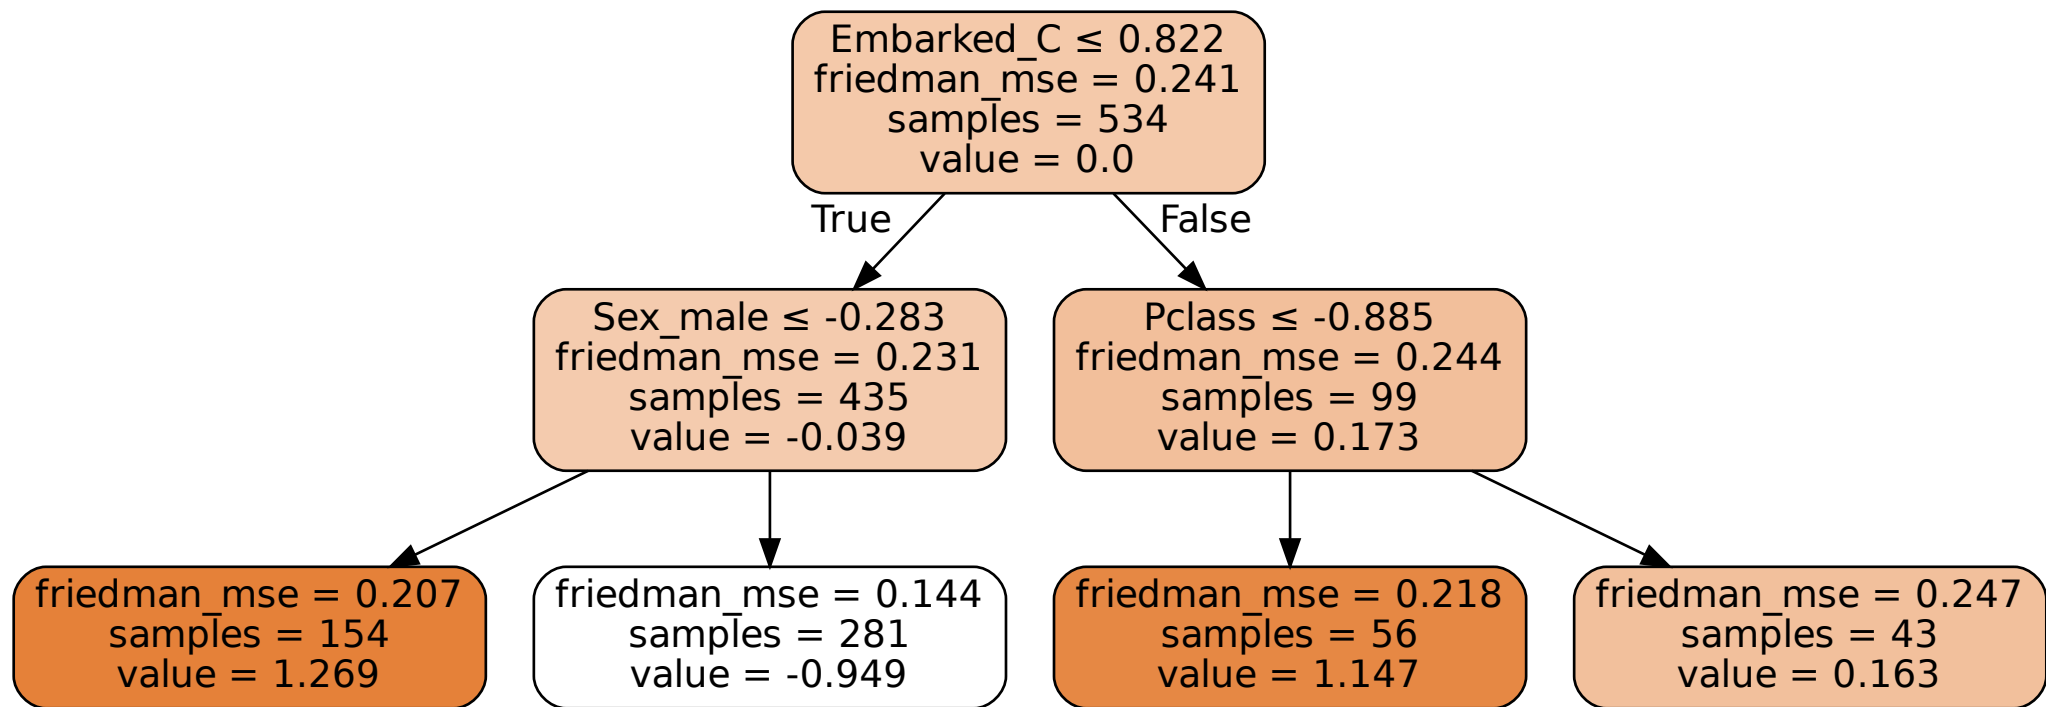 Embarked_C ≤ 0.822
friedman_mse = 0.241
samples = 534
value = 0.0
True
False
Sex_male ≤ -0.283
friedman_mse = 0.231
samples = 435
value = -0.039
Pclass ≤ -0.885
friedman_mse = 0.244
samples = 99
value = 0.173
friedman_mse = 0.207
samples = 154
value = 1.269
friedman_mse = 0.144
samples = 281
value = -0.949
friedman_mse = 0.218
samples = 56
value = 1.147
friedman_mse = 0.247
samples = 43
value = 0.163